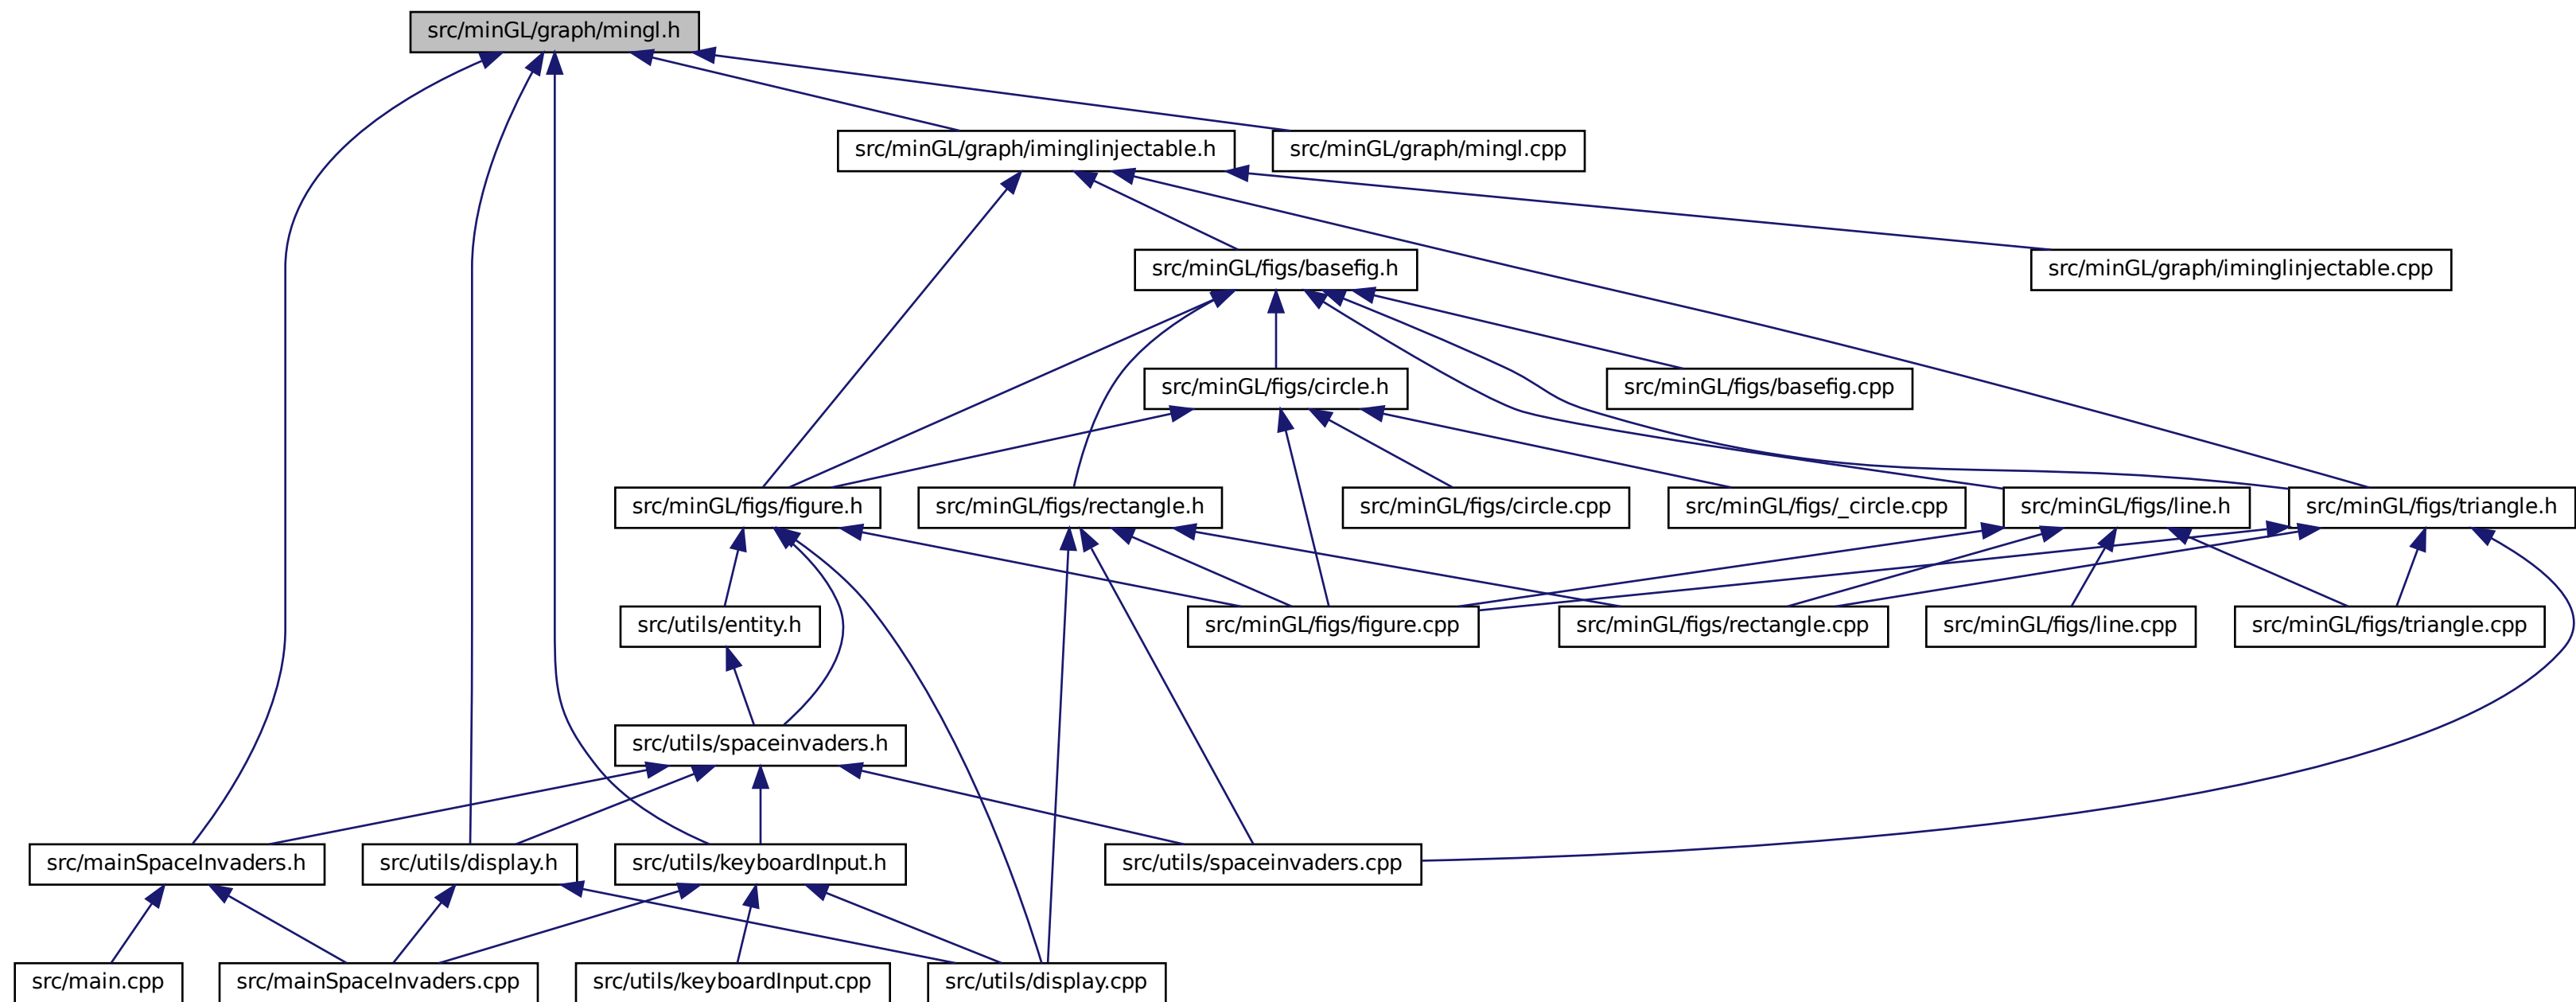 src/minGL/graph/mingl.h
src/minGL/graph/iminglinjectable.h
src/minGL/graph/mingl.cpp
src/minGL/figs/basefig.h
src/minGL/graph/iminglinjectable.cpp
src/minGL/figs/circle.h
src/minGL/figs/basefig.cpp
src/minGL/figs/figure.h
src/minGL/figs/rectangle.h
src/minGL/figs/circle.cpp
src/minGL/figs/_circle.cpp
src/minGL/figs/line.h
src/minGL/figs/triangle.h
src/utils/entity.h
src/minGL/figs/figure.cpp
src/minGL/figs/rectangle.cpp
src/minGL/figs/line.cpp
src/minGL/figs/triangle.cpp
src/utils/spaceinvaders.h
src/mainSpaceInvaders.h
src/utils/display.h
src/utils/keyboardInput.h
src/utils/spaceinvaders.cpp
src/main.cpp
src/mainSpaceInvaders.cpp
src/utils/keyboardInput.cpp
src/utils/display.cpp